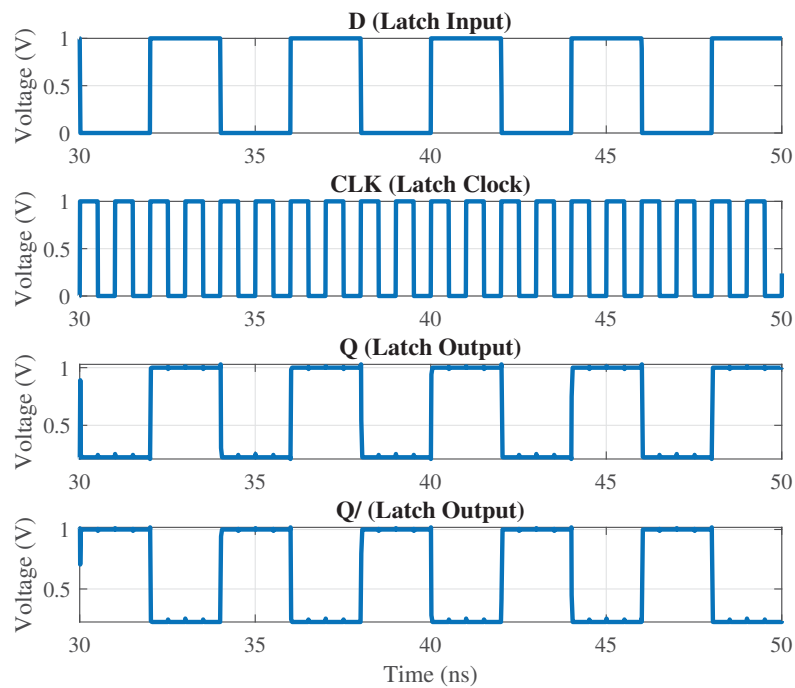 D (Latch Input)
Voltage (V)
1
0.5
0
30 35 40 45 50
CLK (Latch Clock)
Voltage (V)
1
0.5
0
30 35 40 45 50
Q (Latch Output)
Voltage (V)
1
0.5
30 35 40 45 50
Q/ (Latch Output)
Voltage (V)
1
0.5
30 35 40 45 50
Time (ns)